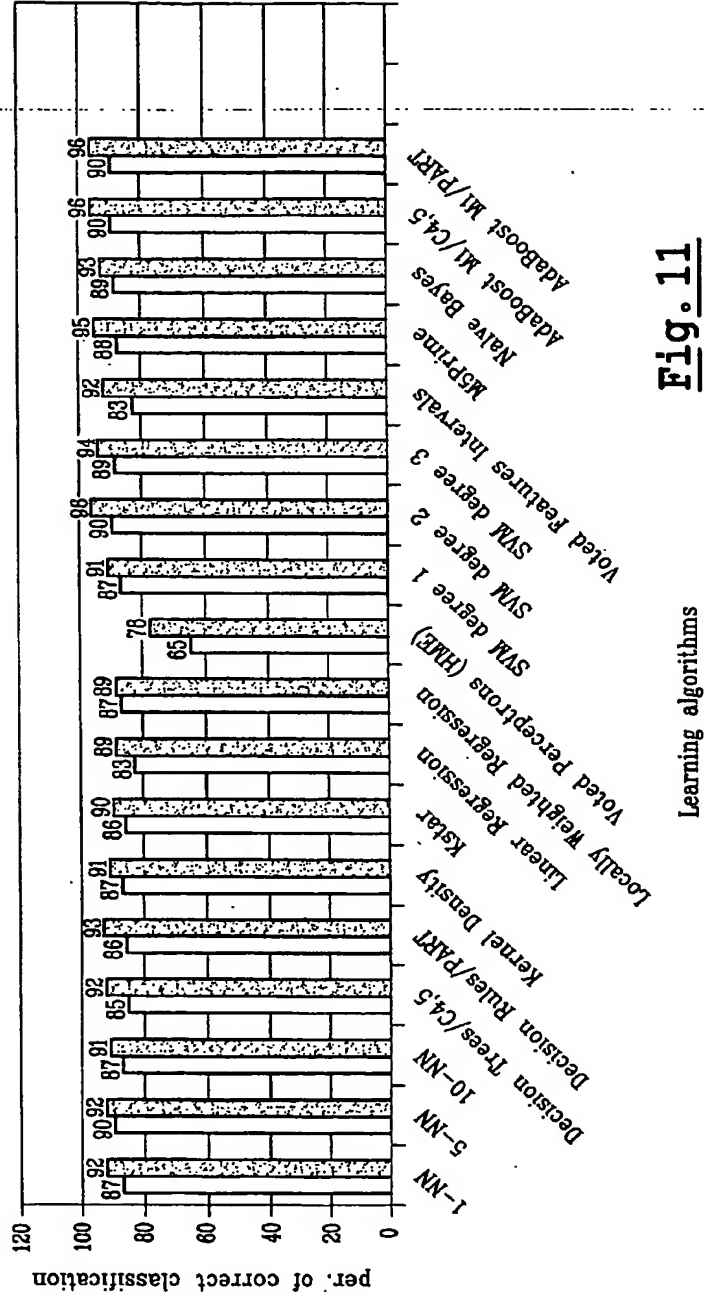 per. of correct classification
120
100
80
60
40
20
0
87 92
90 92
87 91
85 92
86 93
87 91
86 90
83 89
87 89
65 78
87 91
90 98
89 94
83 92
88 95
89 93
90 96
90 96
1-NN
5-NN
10-NN
Decision Trees/C4,5
Decision Rules/PART
Kernel Density
Kstar
Linear Regression
Locally Weighted Regression
Voted Perceptrons (HME)
SVM degree 1
SVM degree 2
SVM degree 3
Voted Features Intervals
M5Prime
Naive Bayes
AdaBoost M1/C4,5
AdaBoost M1/PART
Learning algorithms
Fig. 11